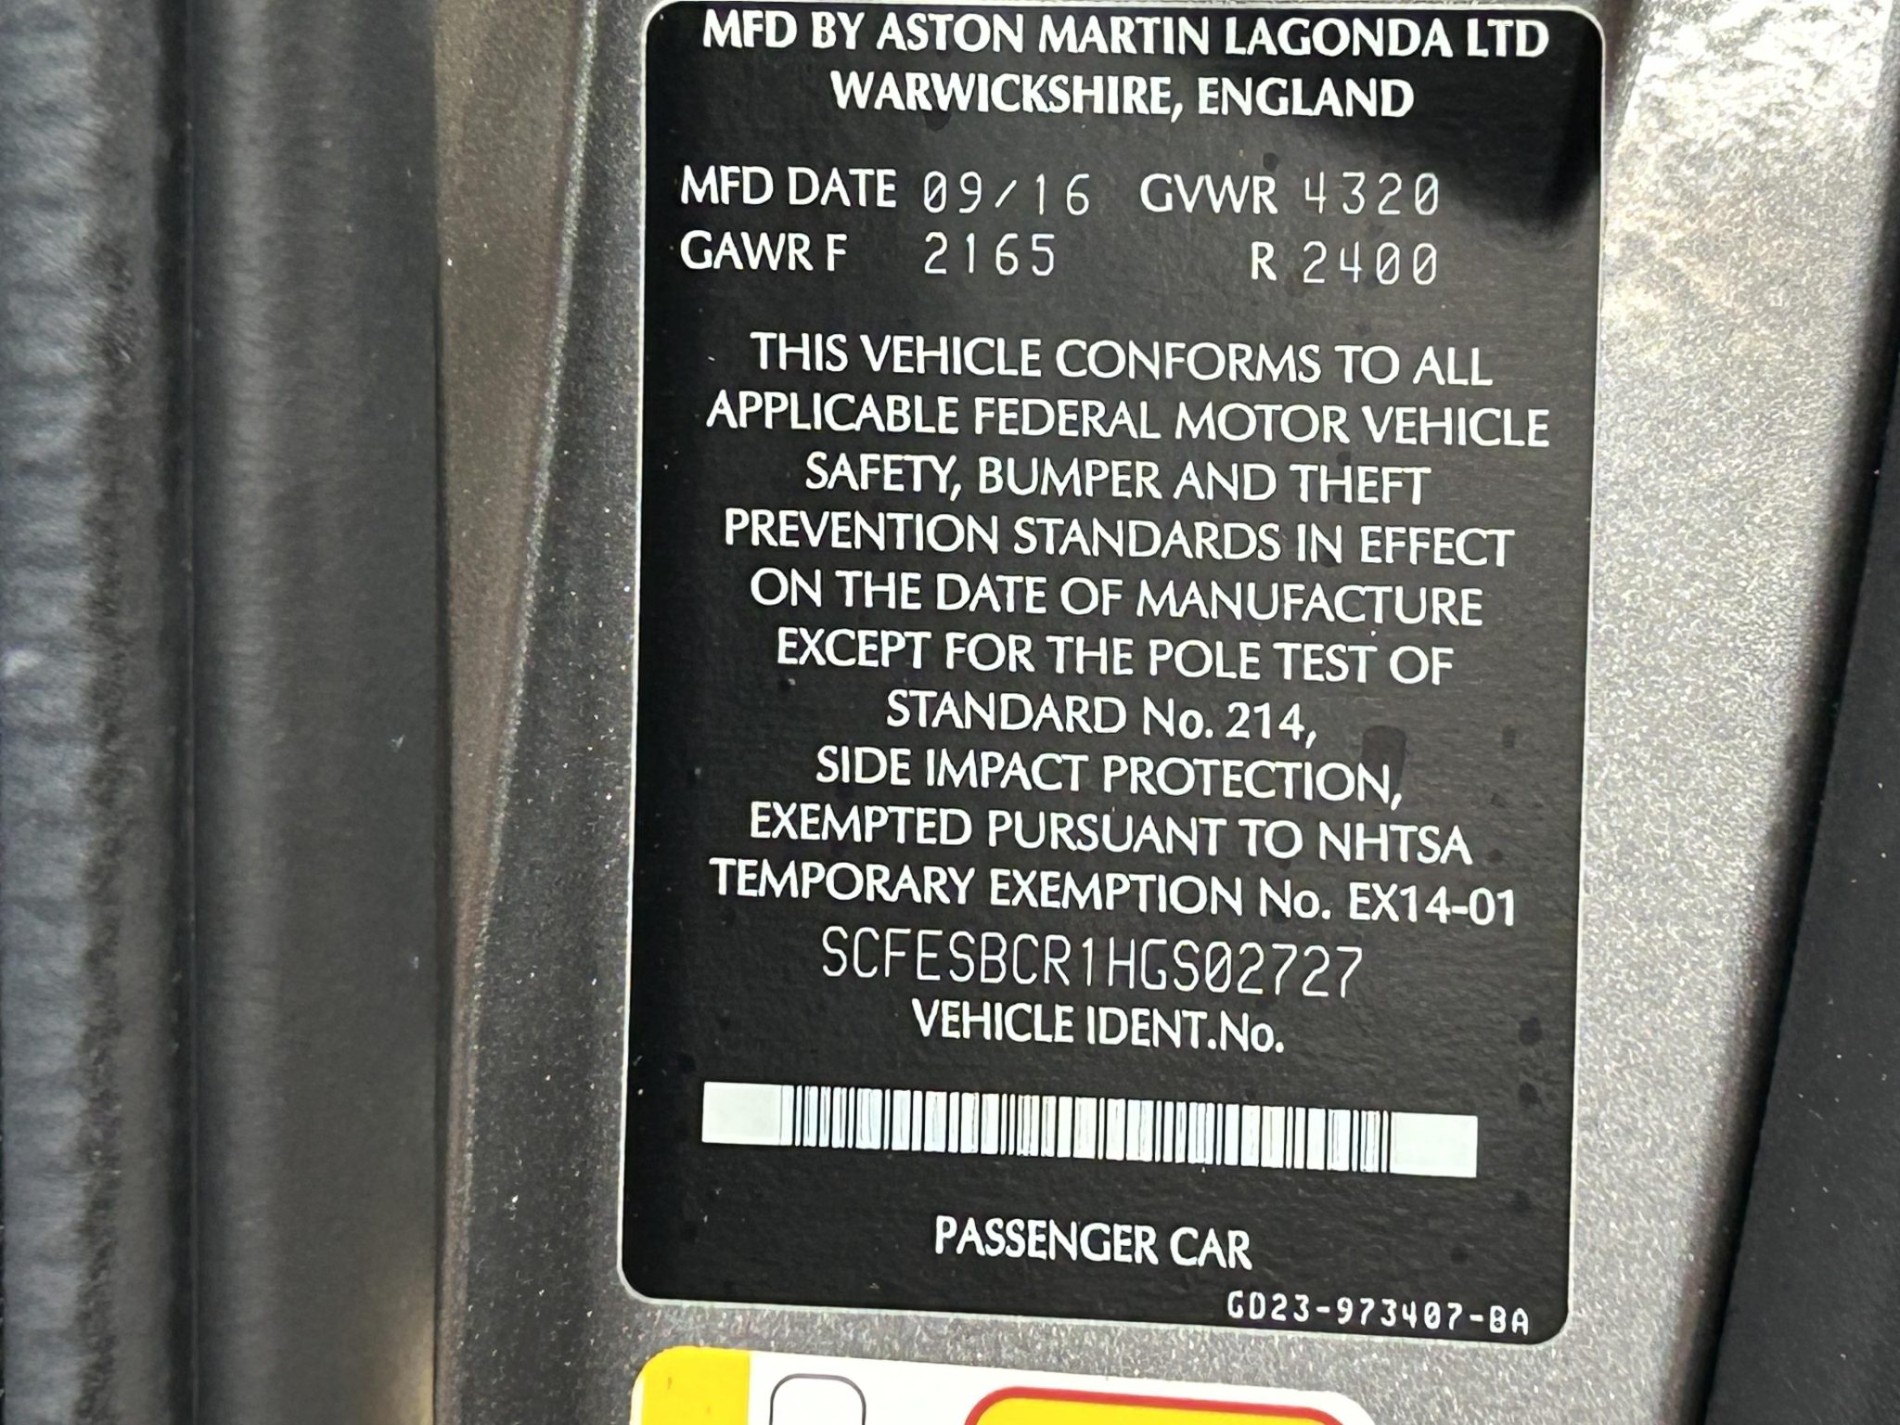 MFD BY ASTON MARTIN LAGONDA LTD
WARWICKSHIRE, ENGLAND
MFD DATE 09/16 GVWR 4320
GAWR F 2165 R 2400
THIS VEHICLE CONFORMS TO ALL
APPLICABLE FEDERAL MOTOR VEHICLE
SAFETY, BUMPER AND THEFT
PREVENTION STANDARDS IN EFFECT
ON THE DATE OF MANUFACTURE
EXCEPT FOR THE POLE TEST OF
STANDARD No. 214,
SIDE IMPACT PROTECTION,
EXEMPTED PURSUANT TO NHTSA
TEMPORARY EXEMPTION No. EX14-01
SCFESBCR1HGS02727
VEHICLE IDENT.No.
PASSENGER CAR
GD23-973407-BA